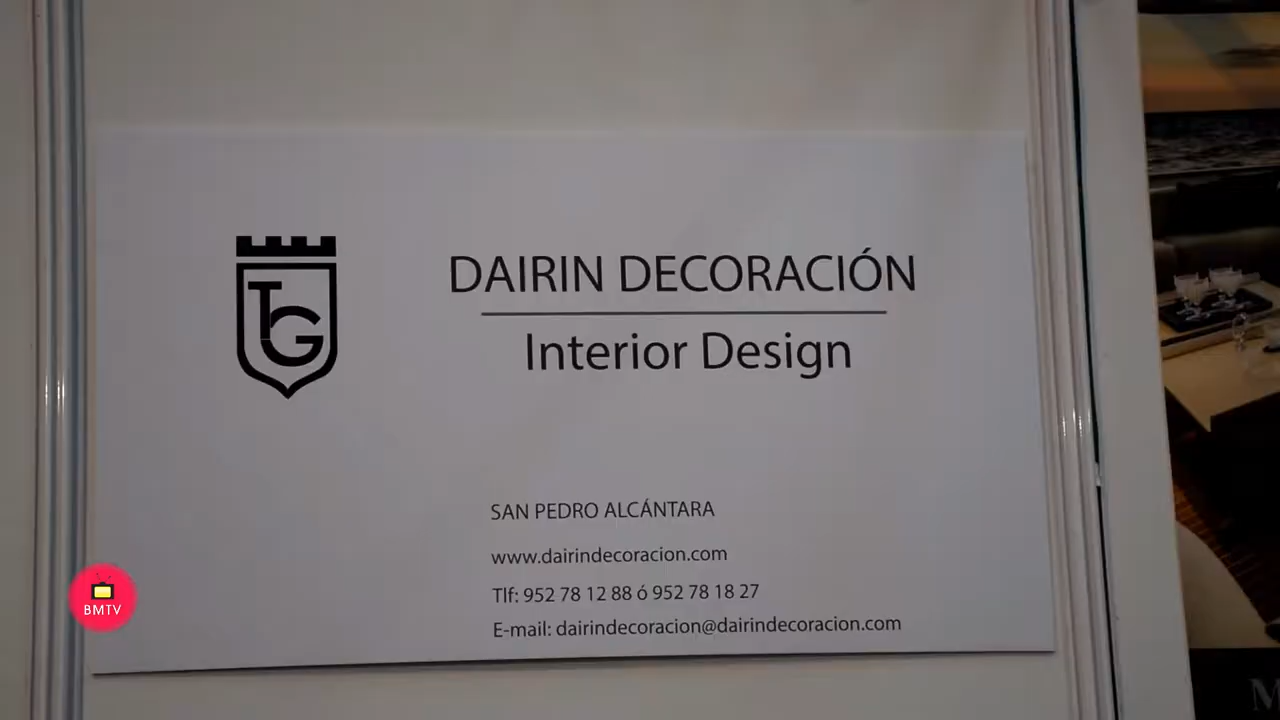 TG
DAIRIN DECORACIÓN
Interior Design
SAN PEDRO ALCÁNTARA
www.dairindecoracion.com
Tlf: 952 78 12 88 ó 952 78 18 27
E-mail: dairindecoracion@dairindecoracion.com
BMTV
M